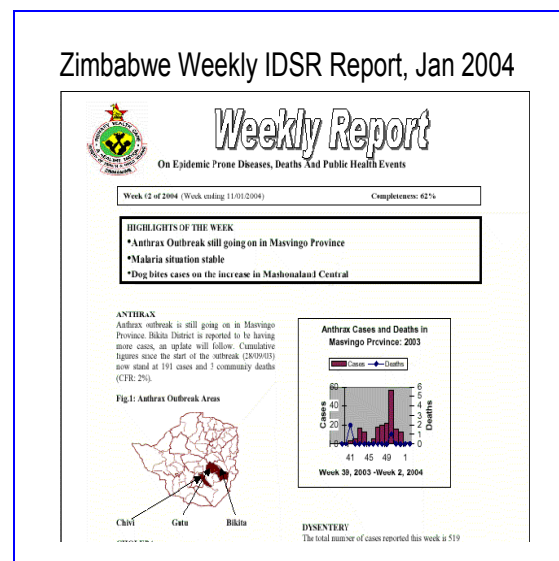 Zimbabwe Weekly IDSR Report, Jan 2004
Weekly Report
On Epidemic Prone Diseases, Deaths And Public Health Events
Week 02 of 2004 (Week ending 11/01/2004) Completeness: 62%
HIGHLIGHTS OF THE WEEK
•Anthrax Outbreak still going on in Masvingo Province
•Malaria situation stable
•Dog bites cases on the increase in Mashonaland Central
ANTHRAX
Anthrax outbreak is still going on in Masvingo
Province. Bikita District is reported to be having
more cases, an update will follow. Cumulative
figures since the start of the outbreak (28/09/03)
now stand at 191 cases and 3 community deaths
(CFR: 2%).
Fig.1: Anthrax Outbreak Areas
Chivi Gutu Bikita
Anthrax Cases and Deaths in
Masvingo Province: 2003
Cases Deaths
Cases
60
40
20
0
6
5
4
3
2
1
0
Deaths
41 45 49 1
Week 39, 2003 -Week 2, 2004
DYSENTERY
The total number of cases reported this week is 519